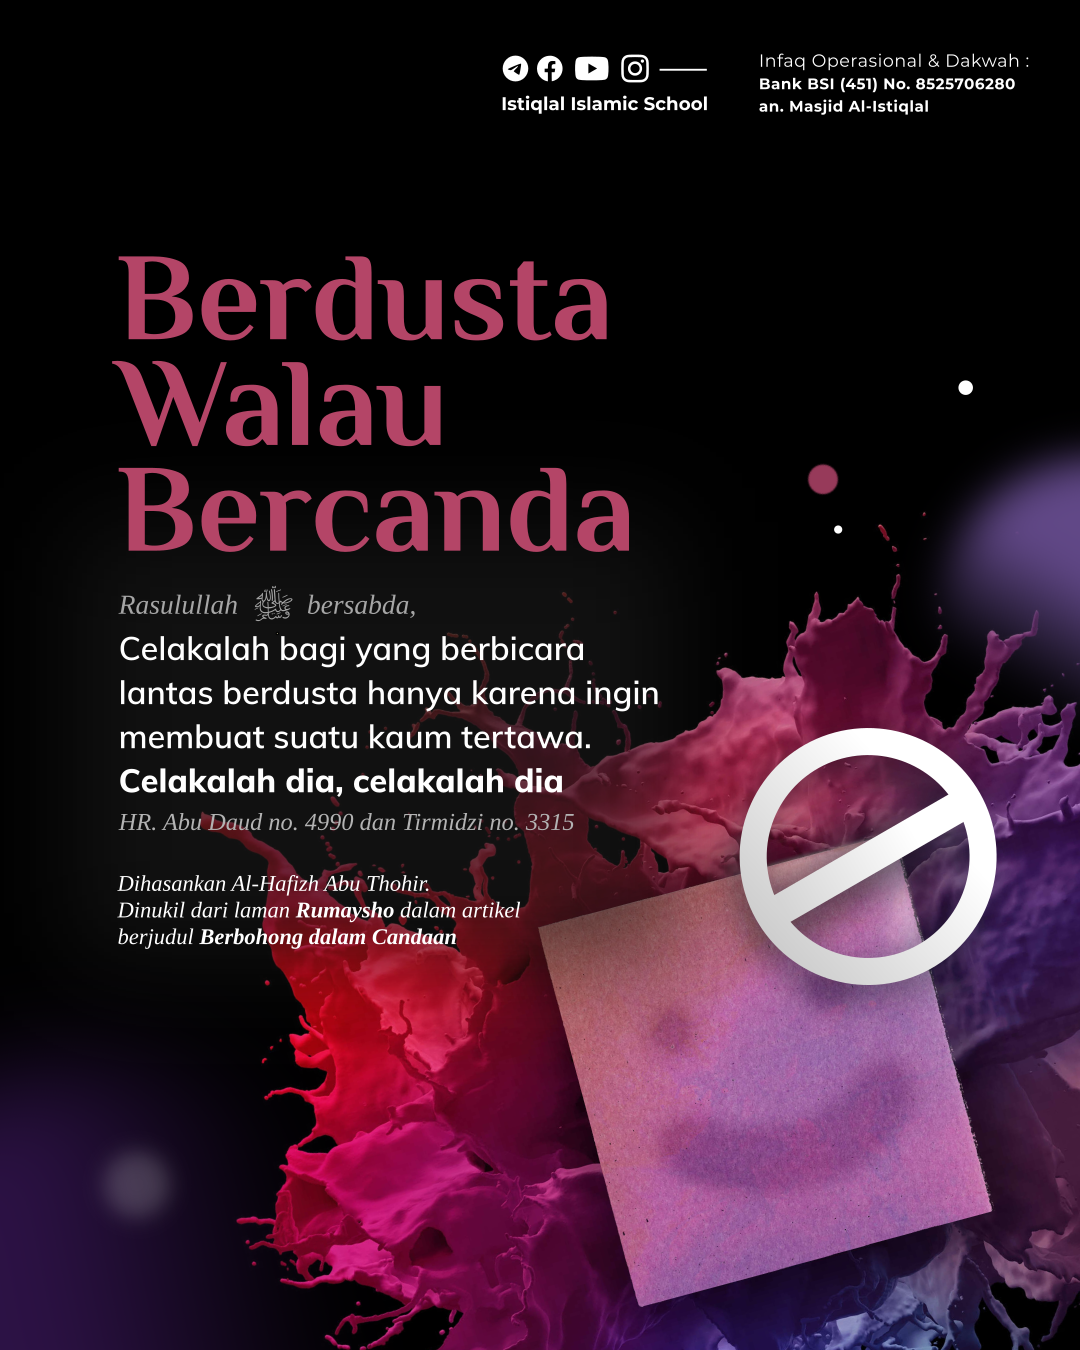 Istiqlal Islamic School
Infaq Operasional & Dakwah :
Bank BSI (451) No. 8525706280
an. Masjid Al-Istiqlal
Berdusta
Walau
Bercanda
Rasulullah ﷺ bersabda,
Celakalah bagi yang berbicara
lantas berdusta hanya karena ingin
membuat suatu kaum tertawa.
Celakalah dia, celakalah dia
HR. Abu Daud no. 4990 dan Tirmidzi no. 3315
Dihasankan Al-Hafizh Abu Thohir.
Dinukil dari laman Rumaysho dalam artikel
berjudul Berbohong dalam Candaan